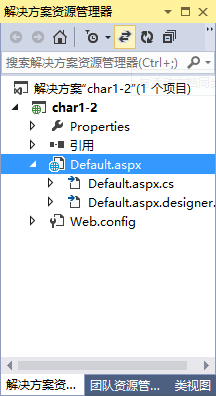 解决方案资源管理器
搜索解决方案资源管理器(Ctrl+;)
解决方案"char1-2"(1 个项目)
char1-2
Properties
引用
Default.aspx
Default.aspx.cs
Default.aspx.designer.
Web.config
解决方案资... 团队资源管... 类视图